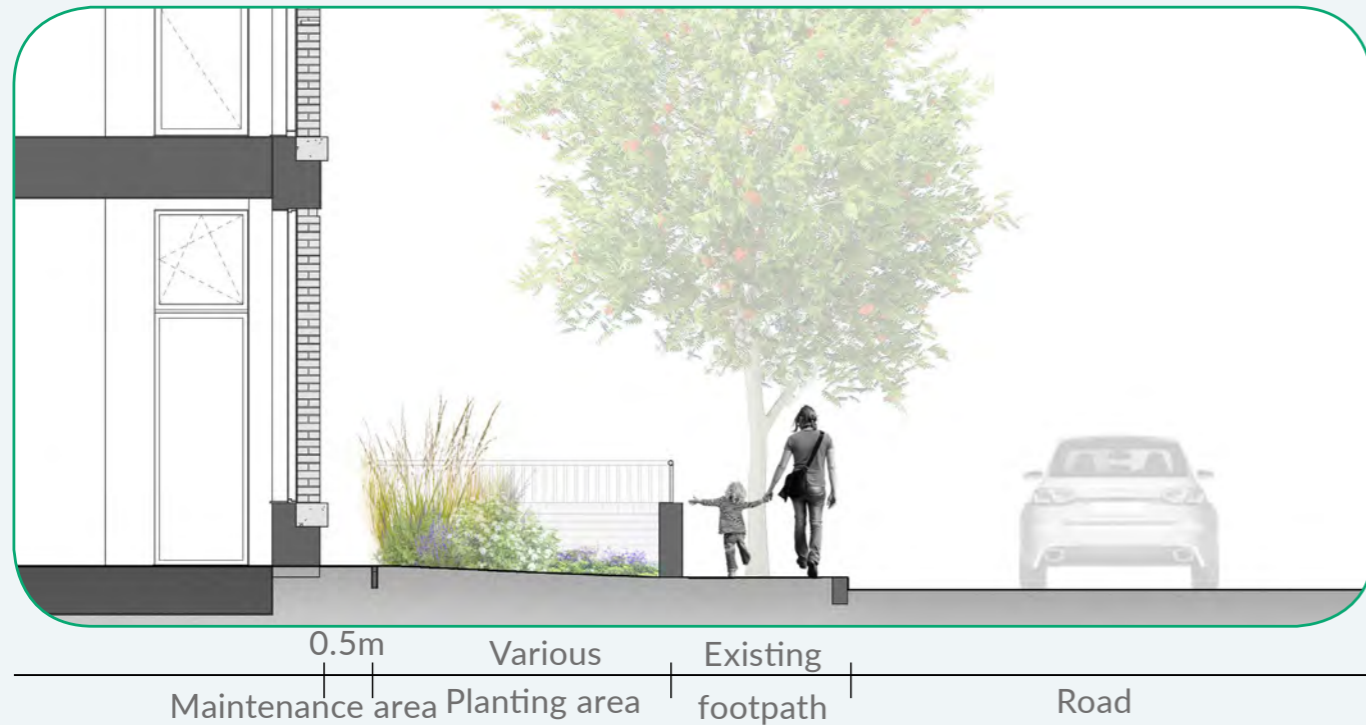 0.5m
Various
Existing
Maintenance area
Planting area
footpath
Road